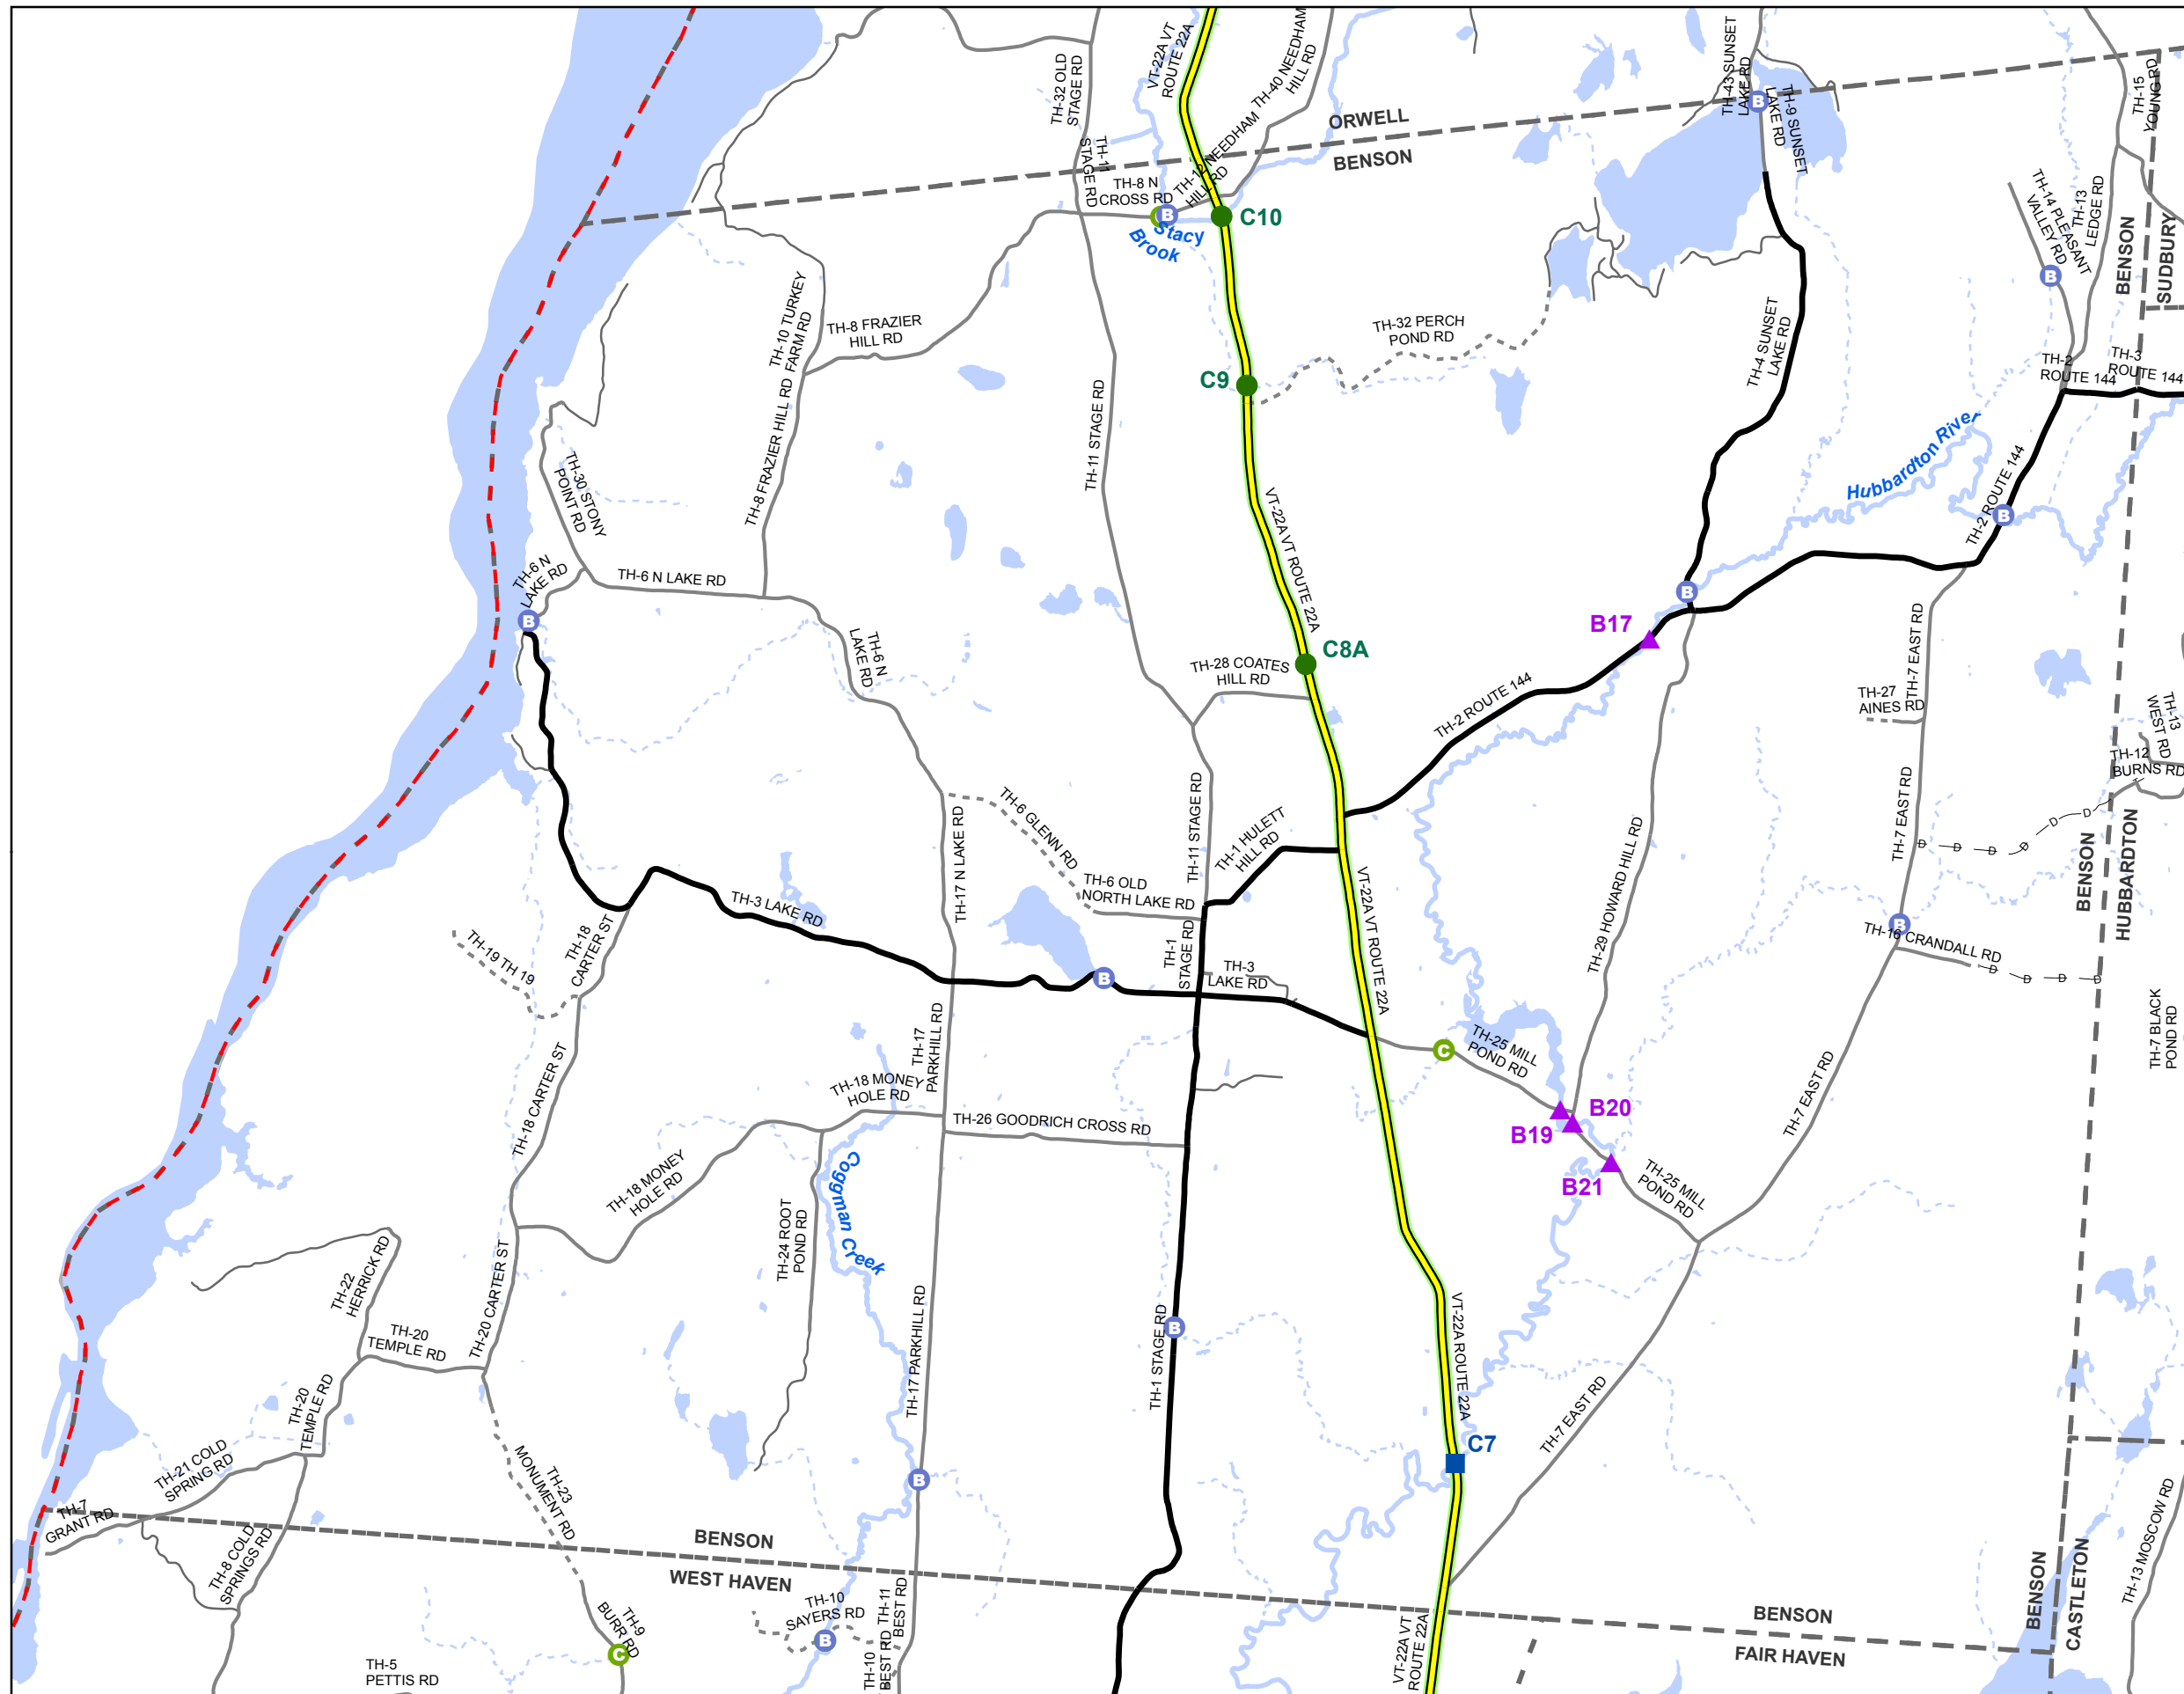 TH-32 OLD
STAGE RD
VT-22A VT
ROUTE 22A
TH-40 NEEDHAM
HILL RD
TH-43 SUNSET
LAKE RD
TH-9 SUNSET
LAKE RD
B
TH-15
YOUNG RD
ORWELL
BENSON
TH-11
STAGE RD
TH-8 N
CROSS RD
TH-12 NEEDHAM
HILL RD
B
C10
Stacy
Brook
TH-14 PLEASANT
VALLEY RD
TH-13
LEDGE RD
B
BENSON
SUDBURY
TH-10 TURKEY
FARM RD
TH-8 FRAZIER
HILL RD
TH-32 PERCH
POND RD
TH-4 SUNSET
LAKE RD
TH-2
ROUTE 144
TH-3
ROUTE 144
C9
TH-8 FRAZIER HILL RD
TH-11 STAGE RD
Hubbardton River
TH-30 STONY
POINT RD
VT-22A VT ROUTE 22A
TH-2 ROUTE 144
B
TH-6 N
LAKE RD
TH-6 N LAKE RD
B
B
B17
TH-6 N
LAKE RD
C8A
TH-28 COATES
HILL RD
TH-7 EAST RD
TH-27
AINES RD
TH-2 ROUTE 144
TH-13
WEST RD
TH-12
BURNS RD
TH-6 GLENN RD
TH-11 STAGE RD
TH-1 HULETT
HILL RD
TH-7 EAST RD
D D D D D D
TH-17 N LAKE RD
TH-6 OLD
NORTH LAKE RD
TH-29 HOWARD HILL RD
BENSON
HUBBARDTON
TH-3 LAKE RD
VT-22A VT ROUTE 22A
TH-18
CARTER ST
TH-19 TH 19
TH-1
STAGE RD
TH-3
LAKE RD
B
B
TH-16 CRANDALL RD
D D D D
TH-17
PARKHILL RD
TH-7 BLACK
POND RD
C
TH-25 MILL
POND RD
TH-18 CARTER ST
TH-18 MONEY
HOLE RD
TH-26 GOODRICH CROSS RD
B20
B19
TH-7 EAST RD
B21
TH-25 MILL
POND RD
TH-18 MONEY
HOLE RD
Coggman Creek
TH-24 ROOT
POND RD
TH-22
HERRICK RD
TH-20 CARTER ST
TH-20
TEMPLE RD
TH-17 PARKHILL RD
TH-1 STAGE RD
B
VT-22A ROUTE 22A
TH-7 EAST RD
TH-20
TEMPLE RD
C7
TH-21 COLD
SPRING RD
TH-23
MONUMENT RD
B
TH-7
GRANT RD
TH-8 COLD
SPRINGS RD
BENSON
WEST HAVEN
TH-13 MOSCOW RD
BENSON
CASTLETON
TH-9
BURR RD
C
TH-10
SAYERS RD
B
TH-11
BEST RD
TH-10
BEST RD
VT-22A VT
ROUTE 22A
BENSON
FAIR HAVEN
TH-5
PETTIS RD